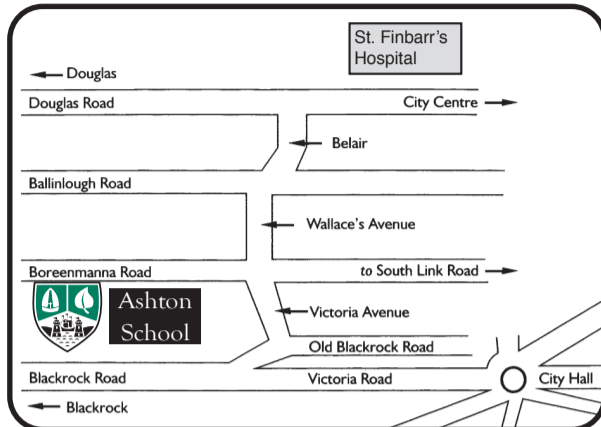 St. Finbarr's
Hospital
Douglas
Douglas Road
City Centre
Belair
Ballinlough Road
Wallace's Avenue
Boreenmanna Road
to South Link Road
Ashton
School
Victoria Avenue
Old Blackrock Road
Blackrock Road
Victoria Road
City Hall
Blackrock